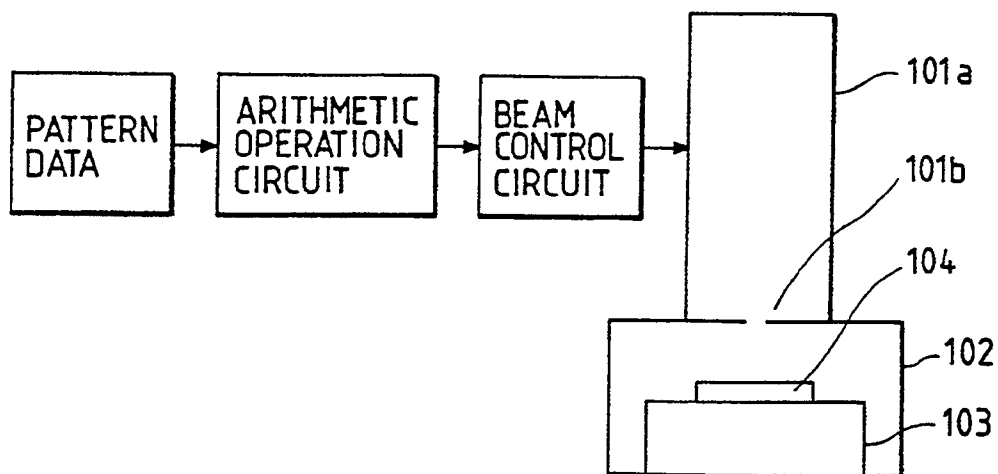 PATTERN
DATA
ARITHMETIC
OPERATION
CIRCUIT
BEAM
CONTROL
CIRCUIT
101a
101b
104
102
103